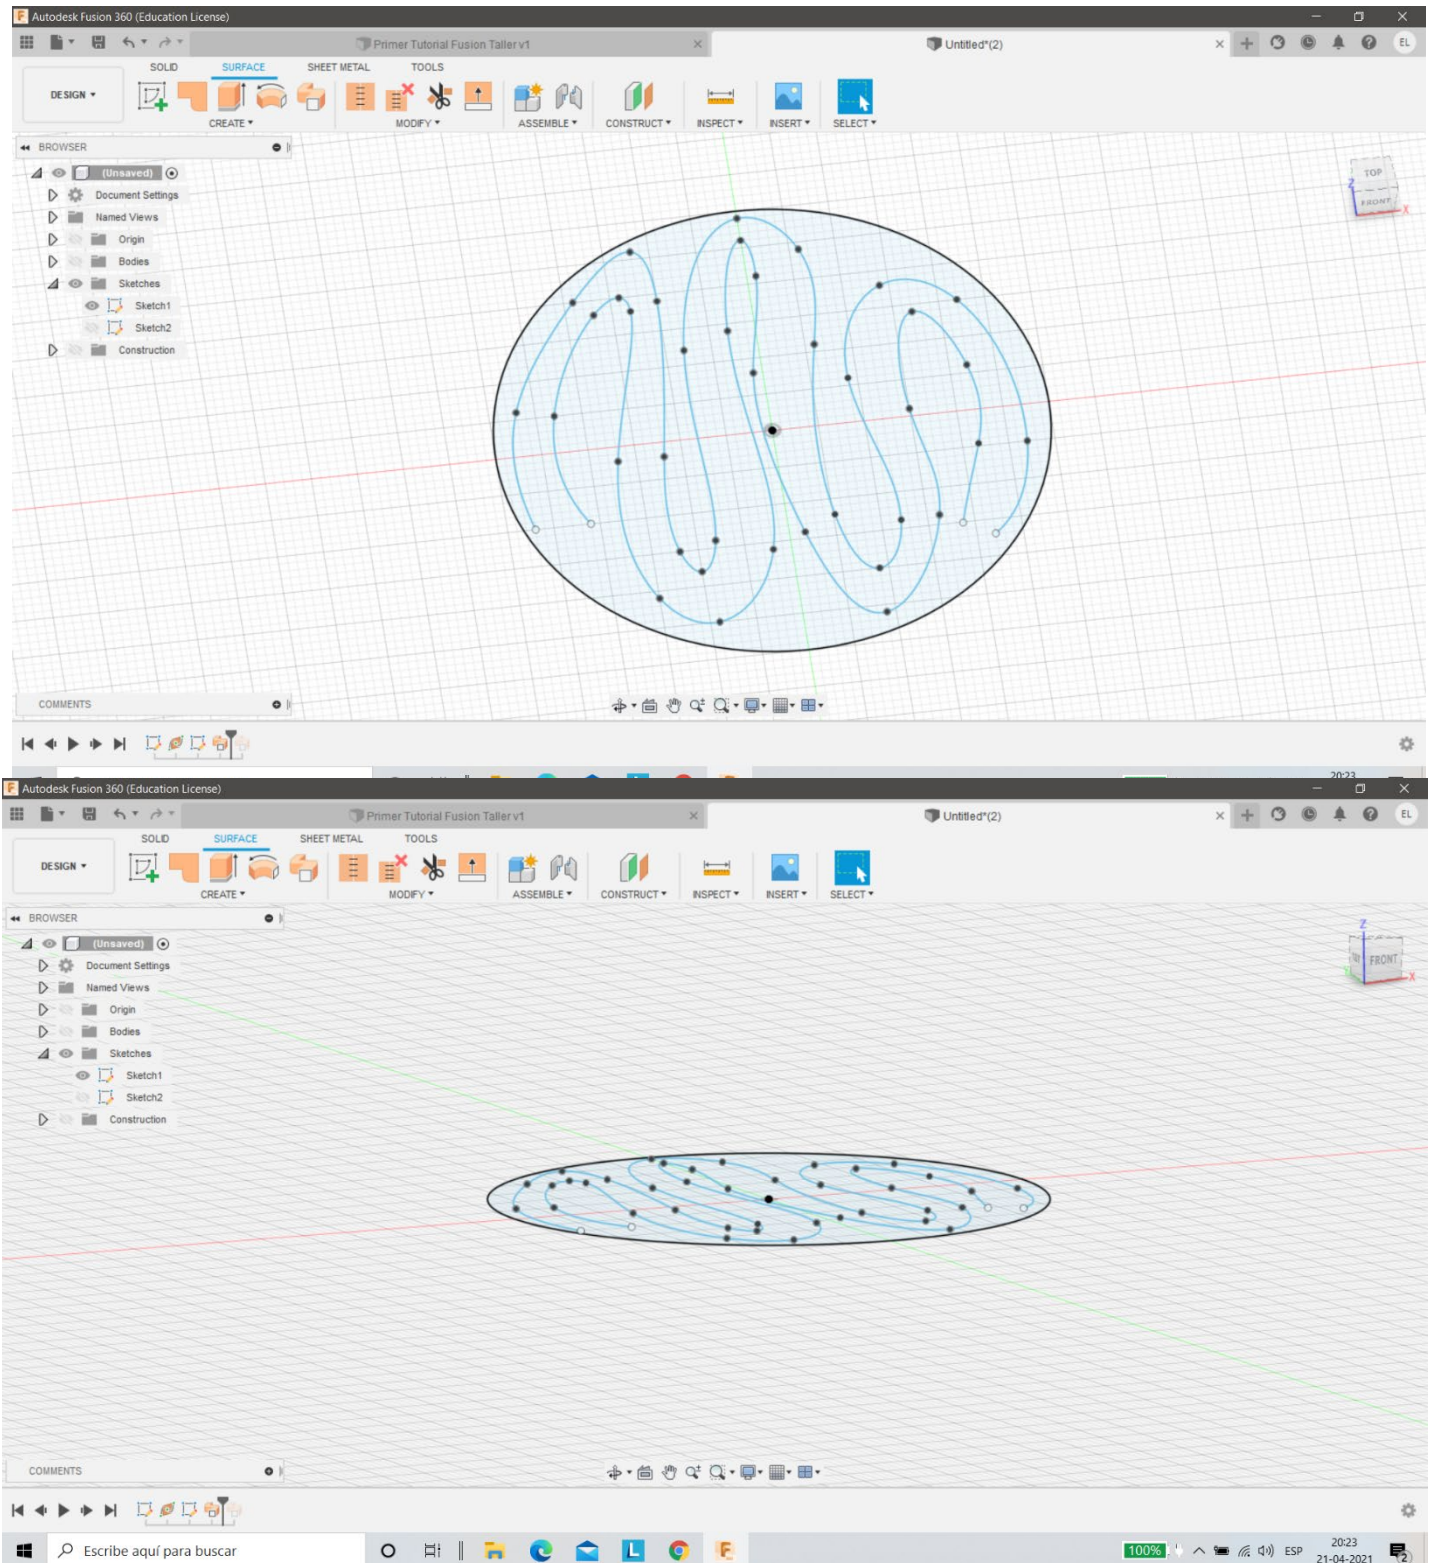 Autodesk Fusion 360 (Education License)
Primer Tutorial Fusion Taller v1
Untitled*(2)
EL
SOLID SURFACE SHEET METAL TOOLS
DESIGN
CREATE MODIFY ASSEMBLE CONSTRUCT INSPECT INSERT SELECT
BROWSER
TOP
(Unsaved)
Z
Document Settings
FRONT
X
Named Views
Origin
Bodies
Sketches
Sketch1
Sketch2
Construction
COMMENTS
20:23
Autodesk Fusion 360 (Education License)
Primer Tutorial Fusion Taller v1
Untitled*(2)
EL
SOLID SURFACE SHEET METAL TOOLS
DESIGN
CREATE MODIFY ASSEMBLE CONSTRUCT INSPECT INSERT SELECT
BROWSER
Z
(Unsaved)
FRONT
Document Settings
X
Named Views
Origin
Bodies
Sketches
Sketch1
Sketch2
Construction
COMMENTS
Escribe aquí para buscar
L
F
100%
ESP
20:23
21-04-2021